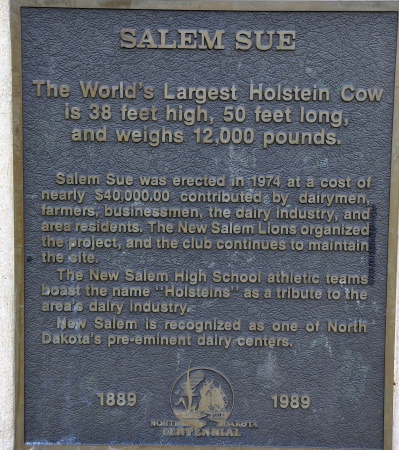 SALEM SUE
The World's Largest Holstein Cow
is 38 feet high, 50 feet long,
and weighs 12,000 pounds.
Salem Sue was erected in 1974 at a cost of
nearly $40,000.00 contributed by dairymen,
farmers, businessmen, the dairy industry, and
area residents. The New Salem Lions organized
the project, and the club continues to maintain
the site.
The New Salem High School athletic teams
boast the name "Holsteins" as a tribute to the
area's dairy industry.
New Salem is recognized as one of North
Dakota's pre-eminent dairy centers.
1889 1989
NORTH DAKOTA
CENTENNIAL